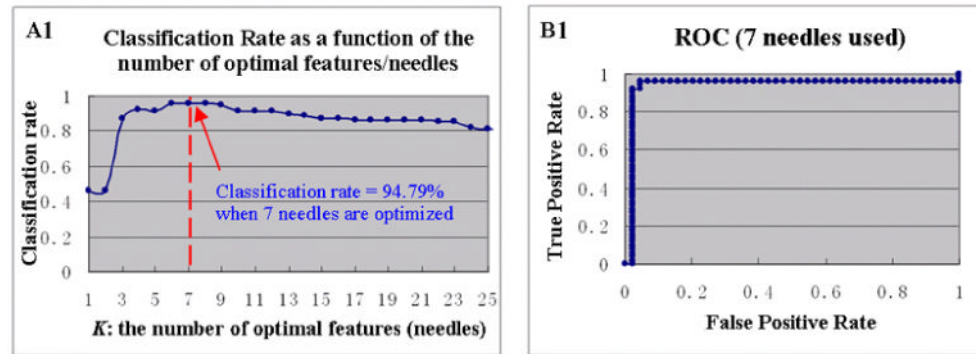 A1
Classification Rate as a function of the
number of optimal features/needles
Classification rate
1
0.8
0.6
0.4
0.2
0
Classification rate = 94.79%
when 7 needles are optimized
1 3 5 7 9 11 13 15 17 19 21 23 25
K: the number of optimal features (needles)
B1
ROC (7 needles used)
True Positive Rate
1
0.8
0.6
0.4
0.2
0
0 0.2 0.4 0.6 0.8 1
False Positive Rate